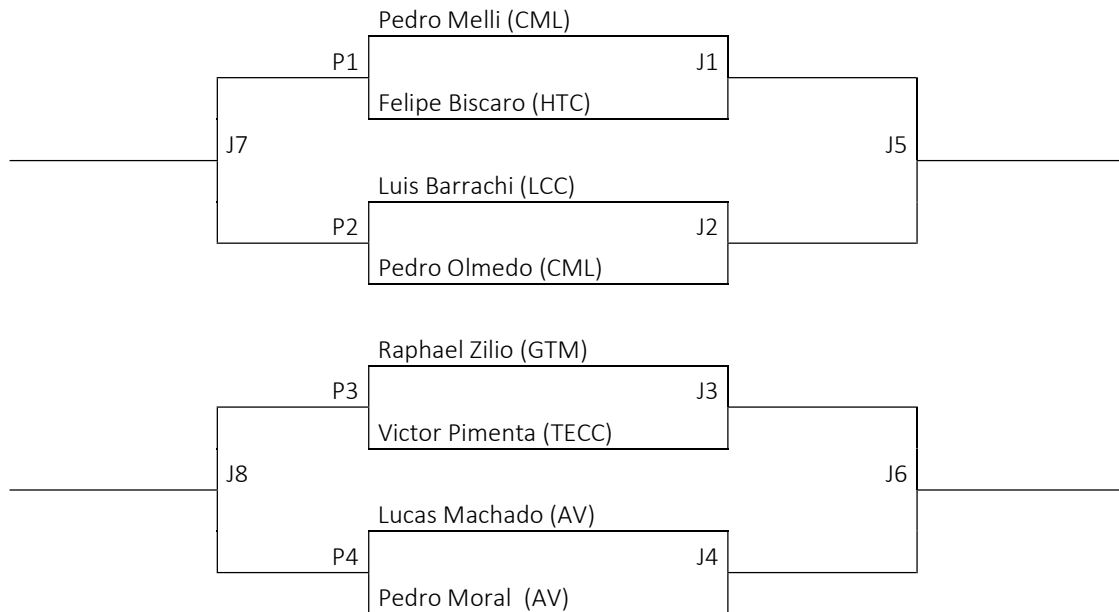 Pedro Melli (CML)
P1 J1
Felipe Biscaro (HTC)
J7 J5
Luis Barrachi (LCC)
P2 J2
Pedro Olmedo (CML)
Raphael Zilio (GTM)
P3 J3
Victor Pimenta (TECC)
J8 J6
Lucas Machado (AV)
P4 J4
Pedro Moral  (AV)